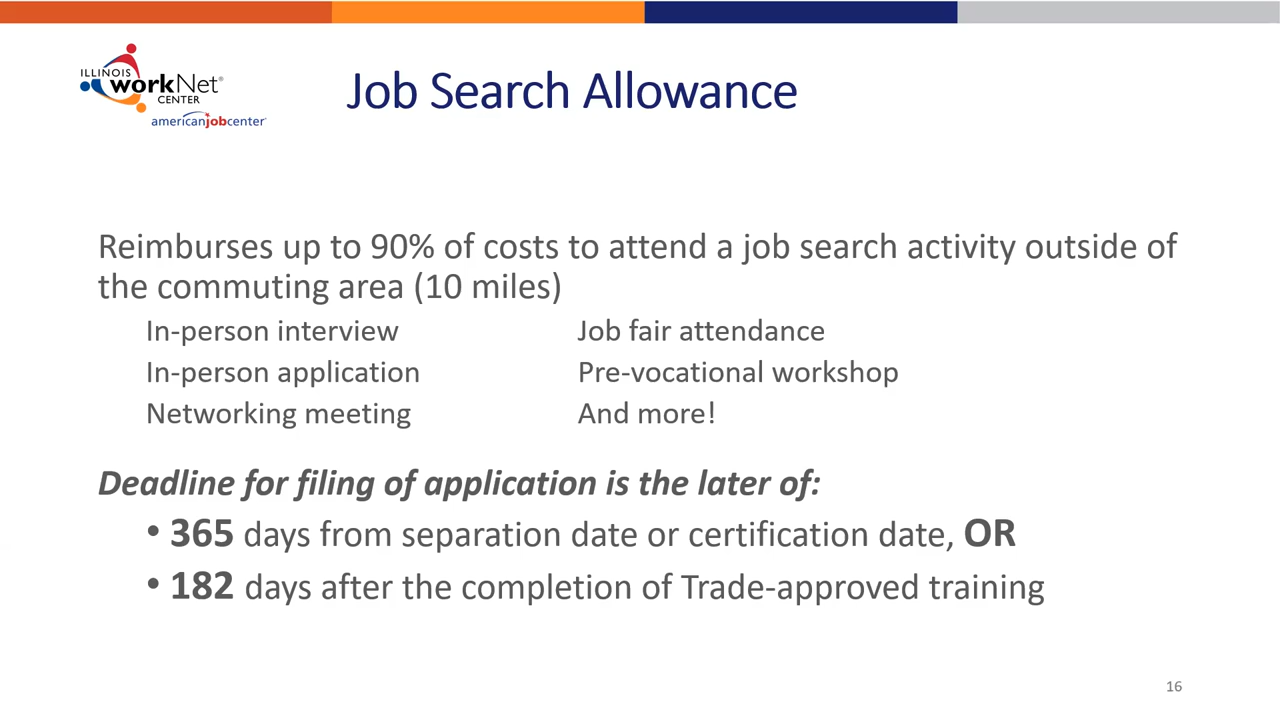 ILLINOIS
workNet®
CENTER
americanjobcenter
Job Search Allowance
Reimburses up to 90% of costs to attend a job search activity outside of
the commuting area (10 miles)
In-person interview
Job fair attendance
In-person application
Pre-vocational workshop
Networking meeting
And more!
Deadline for filing of application is the later of:
• 365 days from separation date or certification date, OR
• 182 days after the completion of Trade-approved training
16